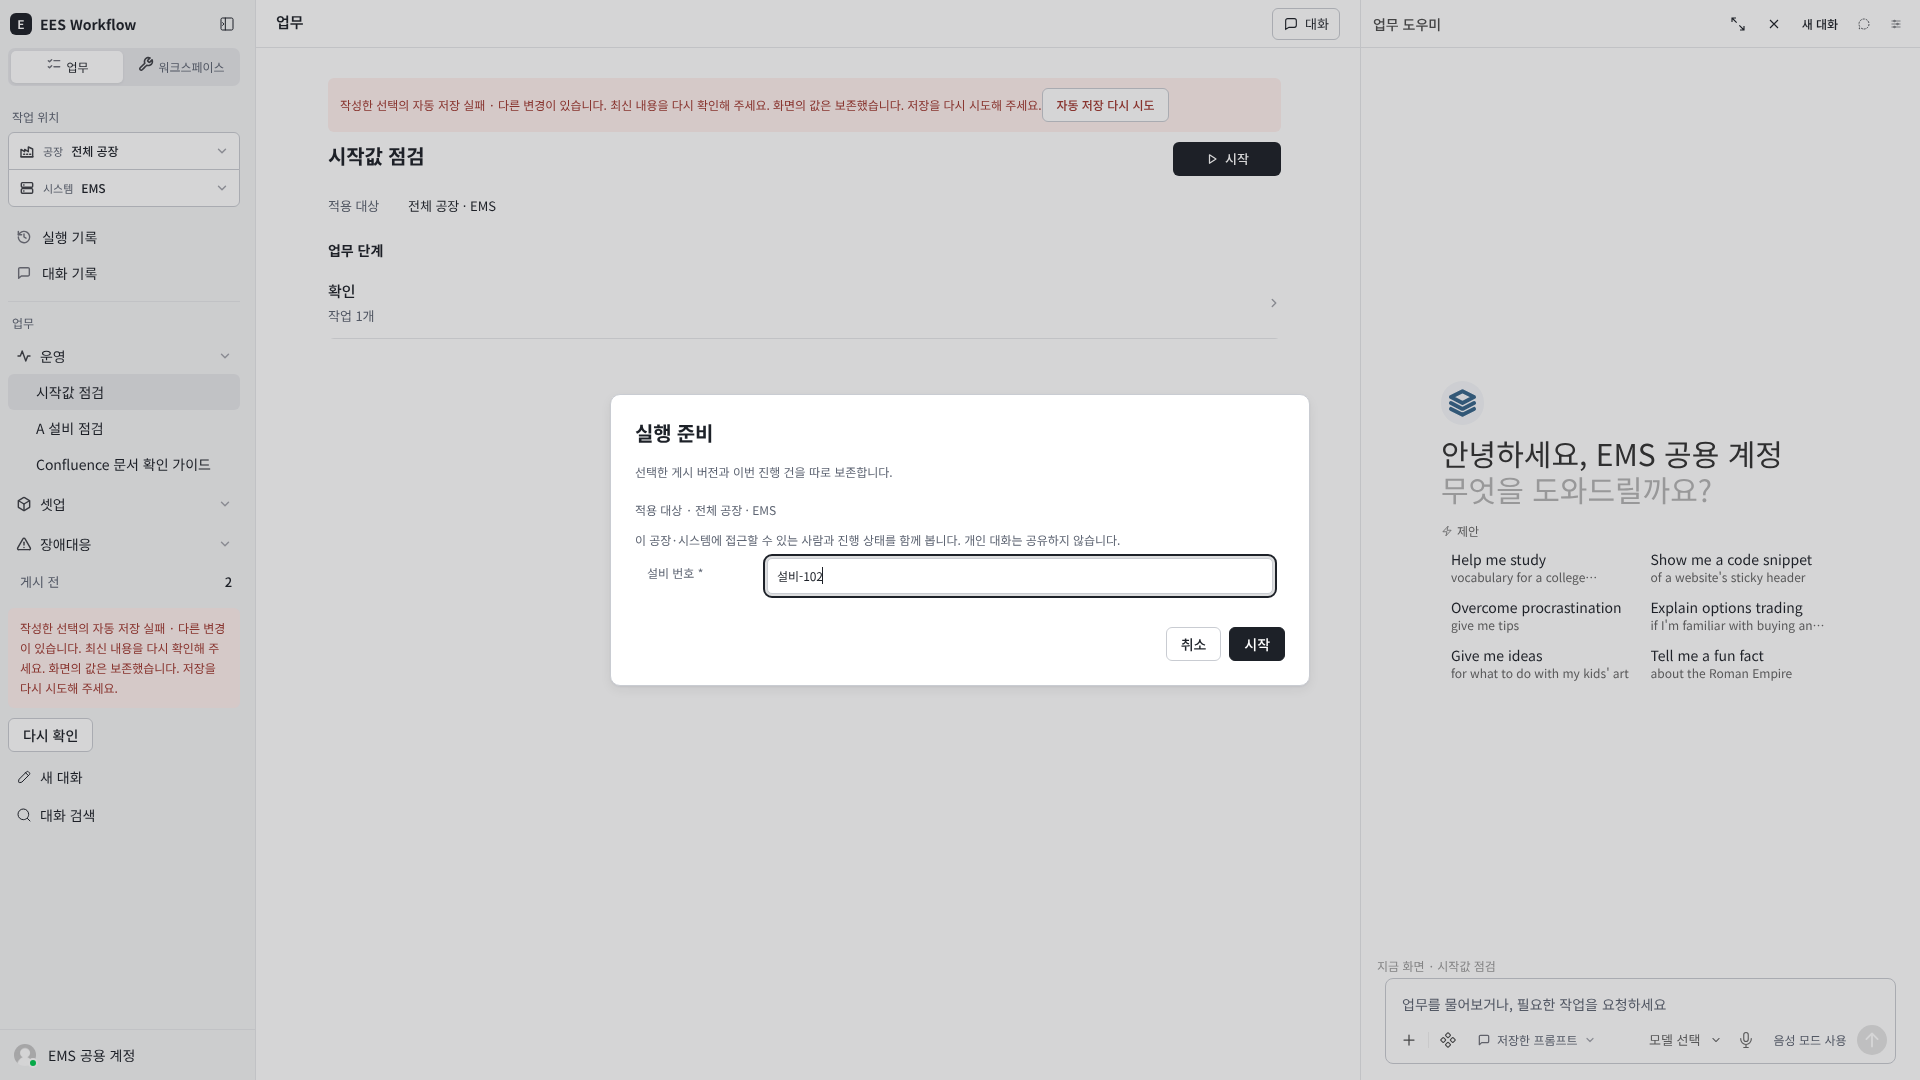 E EES Workflow
업무
워크스페이스
작업 위치
공장 전체 공장
시스템 EMS
실행 기록
대화 기록
업무
운영
시작값 점검
A 설비 점검
Confluence 문서 확인 가이드
셋업
장애대응
게시 전 2
작성한 선택의 자동 저장 실패 · 다른 변경
이 있습니다. 최신 내용을 다시 확인해 주
세요. 화면의 값은 보존했습니다. 저장을
다시 시도해 주세요.
다시 확인
새 대화
대화 검색
EMS 공용 계정
업무
대화
작성한 선택의 자동 저장 실패 · 다른 변경이 있습니다. 최신 내용을 다시 확인해 주세요. 화면의 값은 보존했습니다. 저장을 다시 시도해 주세요.
자동 저장 다시 시도
시작값 점검
시작
적용 대상 전체 공장 · EMS
업무 단계
확인
작업 1개
실행 준비
선택한 게시 버전과 이번 진행 건을 따로 보존합니다.
적용 대상 · 전체 공장 · EMS
이 공장·시스템에 접근할 수 있는 사람과 진행 상태를 함께 봅니다. 개인 대화는 공유하지 않습니다.
설비 번호 *
설비-102
취소
시작
업무 도우미
새 대화
안녕하세요, EMS 공용 계정
무엇을 도와드릴까요?
제안
Help me study
vocabulary for a college…
Show me a code snippet
of a website's sticky header
Overcome procrastination
give me tips
Explain options trading
if I'm familiar with buying an…
Give me ideas
for what to do with my kids' art
Tell me a fun fact
about the Roman Empire
지금 화면 · 시작값 점검
업무를 물어보거나, 필요한 작업을 요청하세요
저장한 프롬프트
모델 선택
음성 모드 사용